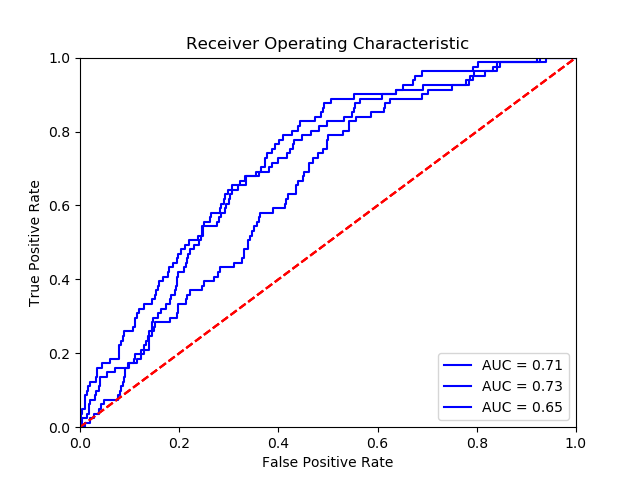 Receiver Operating Characteristic
True Positive Rate
1.0
0.8
0.6
0.4
0.2
0.0
AUC = 0.71
AUC = 0.73
AUC = 0.65
0.0 0.2 0.4 0.6 0.8 1.0
False Positive Rate